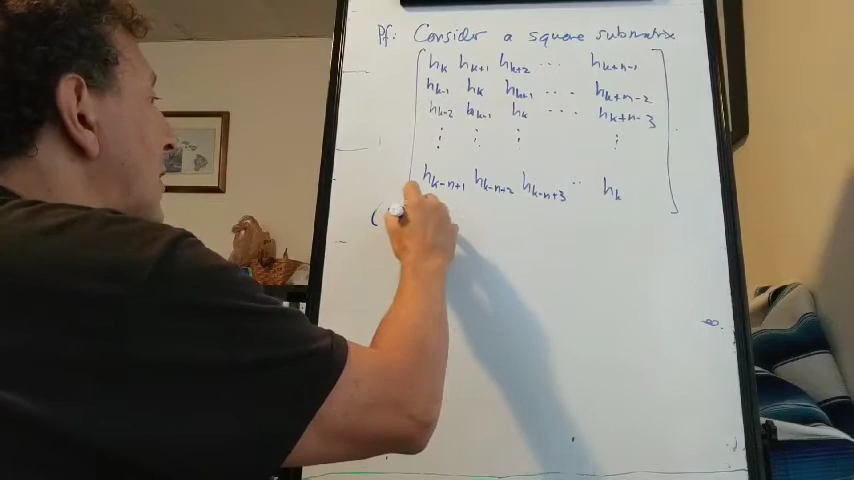 Pf: Consider a square submatrix
h_k h_{k+1} h_{k+2} ... h_{k+n-1}
h_{k-1} h_k h_{k+1} ... h_{k+n-2}
h_{k-2} h_{k-1} h_k ... h_{k+n-3}
⋮ ⋮ ⋮ ⋮
h_{k-n+1} h_{k-n+2} h_{k-n+3} .. h_k
(
∞